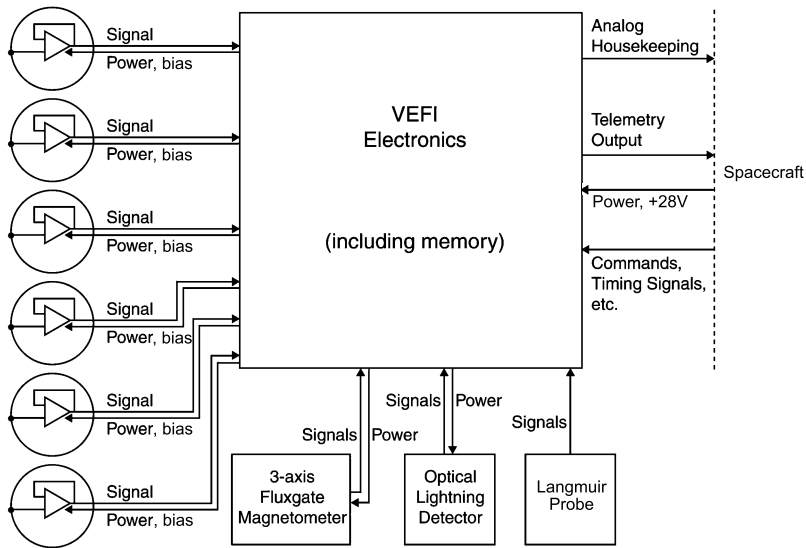 Signal
Power, bias
Signal
Power, bias
Signal
Power, bias
Signal
Power, bias
Signal
Power, bias
Signal
Power, bias
VEFI
Electronics
(including memory)
Analog
Housekeeping
Telemetry
Output
Spacecraft
Power, +28V
Commands,
Timing Signals,
etc.
Signals
Power
Signals
Power
Signals
3-axis
Fluxgate
Magnetometer
Optical
Lightning
Detector
Langmuir
Probe